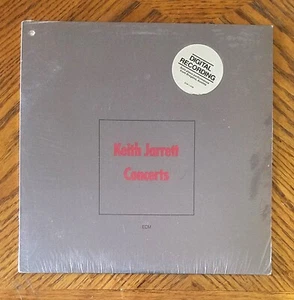 DIGITAL
RECORDING
Keith Jarrett
Concerts
ECM